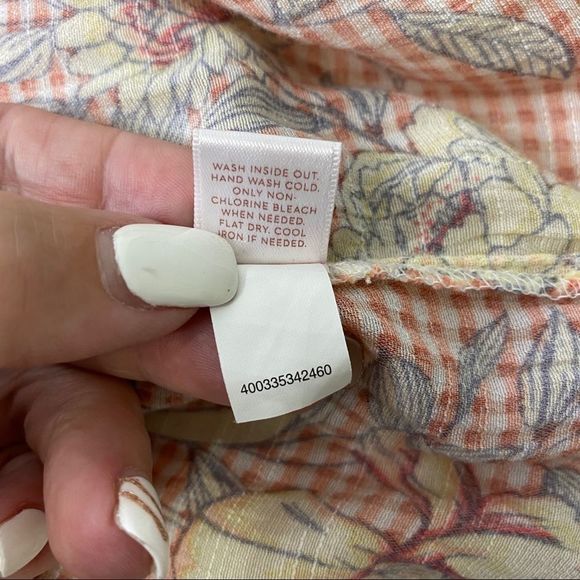 WASH INSIDE OUT.
HAND WASH COLD.
ONLY NON-
CHLORINE BLEACH
WHEN NEEDED.
FLAT DRY. COOL
IRON IF NEEDED.
400335342460